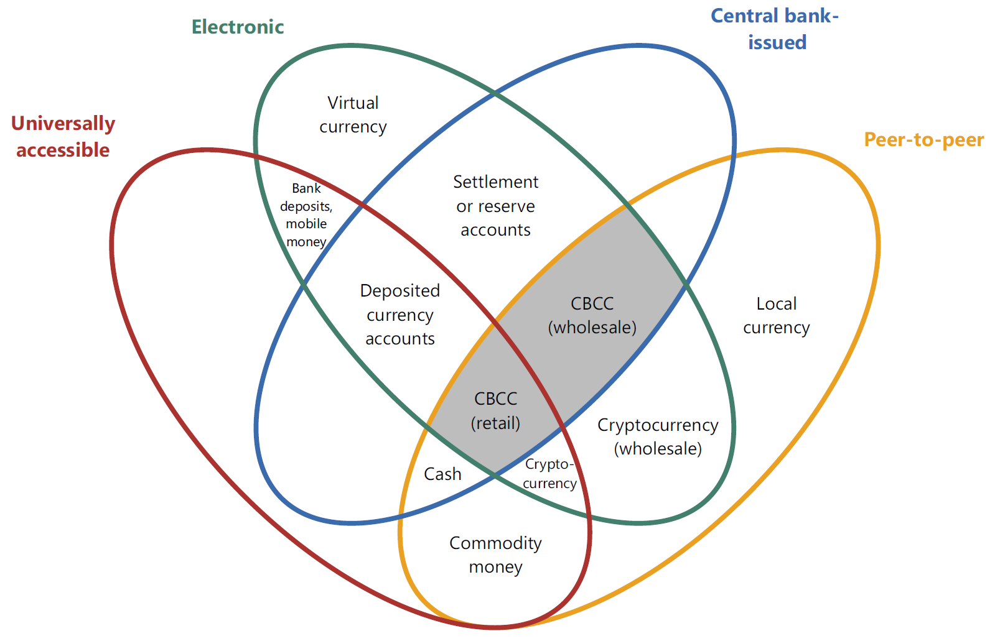 Electronic
Central bank-
issued
Universally
accessible
Peer-to-peer
Virtual
currency
Bank
deposits,
mobile
money
Settlement
or reserve
accounts
Deposited
currency
accounts
CBCC
(wholesale)
Local
currency
CBCC
(retail)
Cryptocurrency
(wholesale)
Cash
Crypto-
currency
Commodity
money